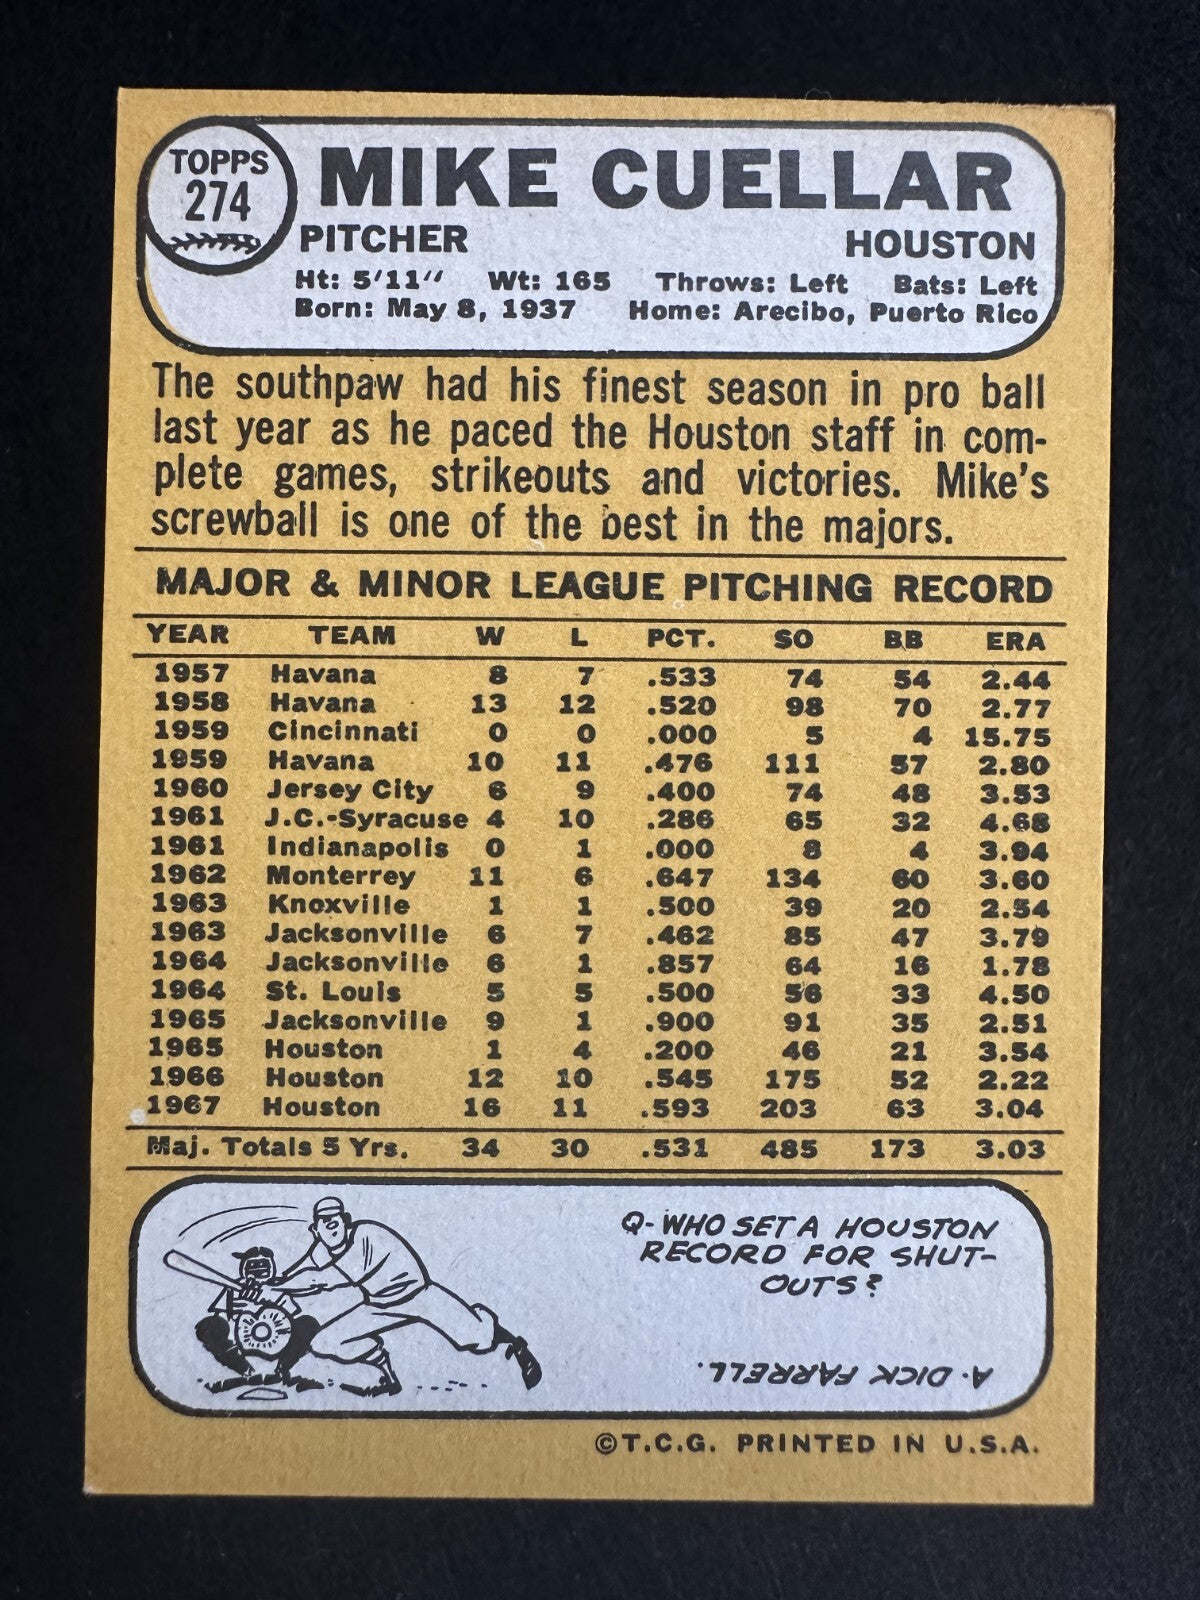 TOPPS
274
MIKE CUELLAR
PITCHER HOUSTON
Ht: 5'11" Wt: 165 Throws: Left Bats: Left
Born: May 8, 1937 Home: Arecibo, Puerto Rico
The southpaw had his finest season in pro ball
last year as he paced the Houston staff in com-
plete games, strikeouts and victories. Mike's
screwball is one of the best in the majors.
MAJOR & MINOR LEAGUE PITCHING RECORD
YEAR TEAM W L PCT. SO BB ERA
1957 Havana 8 7 .533 74 54 2.44
1958 Havana 13 12 .520 98 70 2.77
1959 Cincinnati 0 0 .000 5 4 15.75
1959 Havana 10 11 .476 111 57 2.80
1960 Jersey City 6 9 .400 74 48 3.53
1961 J.C.-Syracuse 4 10 .286 65 32 4.68
1961 Indianapolis 0 1 .000 8 4 3.94
1962 Monterrey 11 6 .647 134 60 3.60
1963 Knoxville 1 1 .500 39 20 2.54
1963 Jacksonville 6 7 .462 85 47 3.79
1964 Jacksonville 6 1 .857 64 16 1.78
1964 St. Louis 5 5 .500 56 33 4.50
1965 Jacksonville 9 1 .900 91 35 2.51
1965 Houston 1 4 .200 46 21 3.54
1966 Houston 12 10 .545 175 52 2.22
1967 Houston 16 11 .593 203 63 3.04
Maj. Totals 5 Yrs. 34 30 .531 485 173 3.03
Q-WHO SET A HOUSTON
RECORD FOR SHUT-
OUTS?
A-DICK FARRELL.
©T.C.G. PRINTED IN U.S.A.